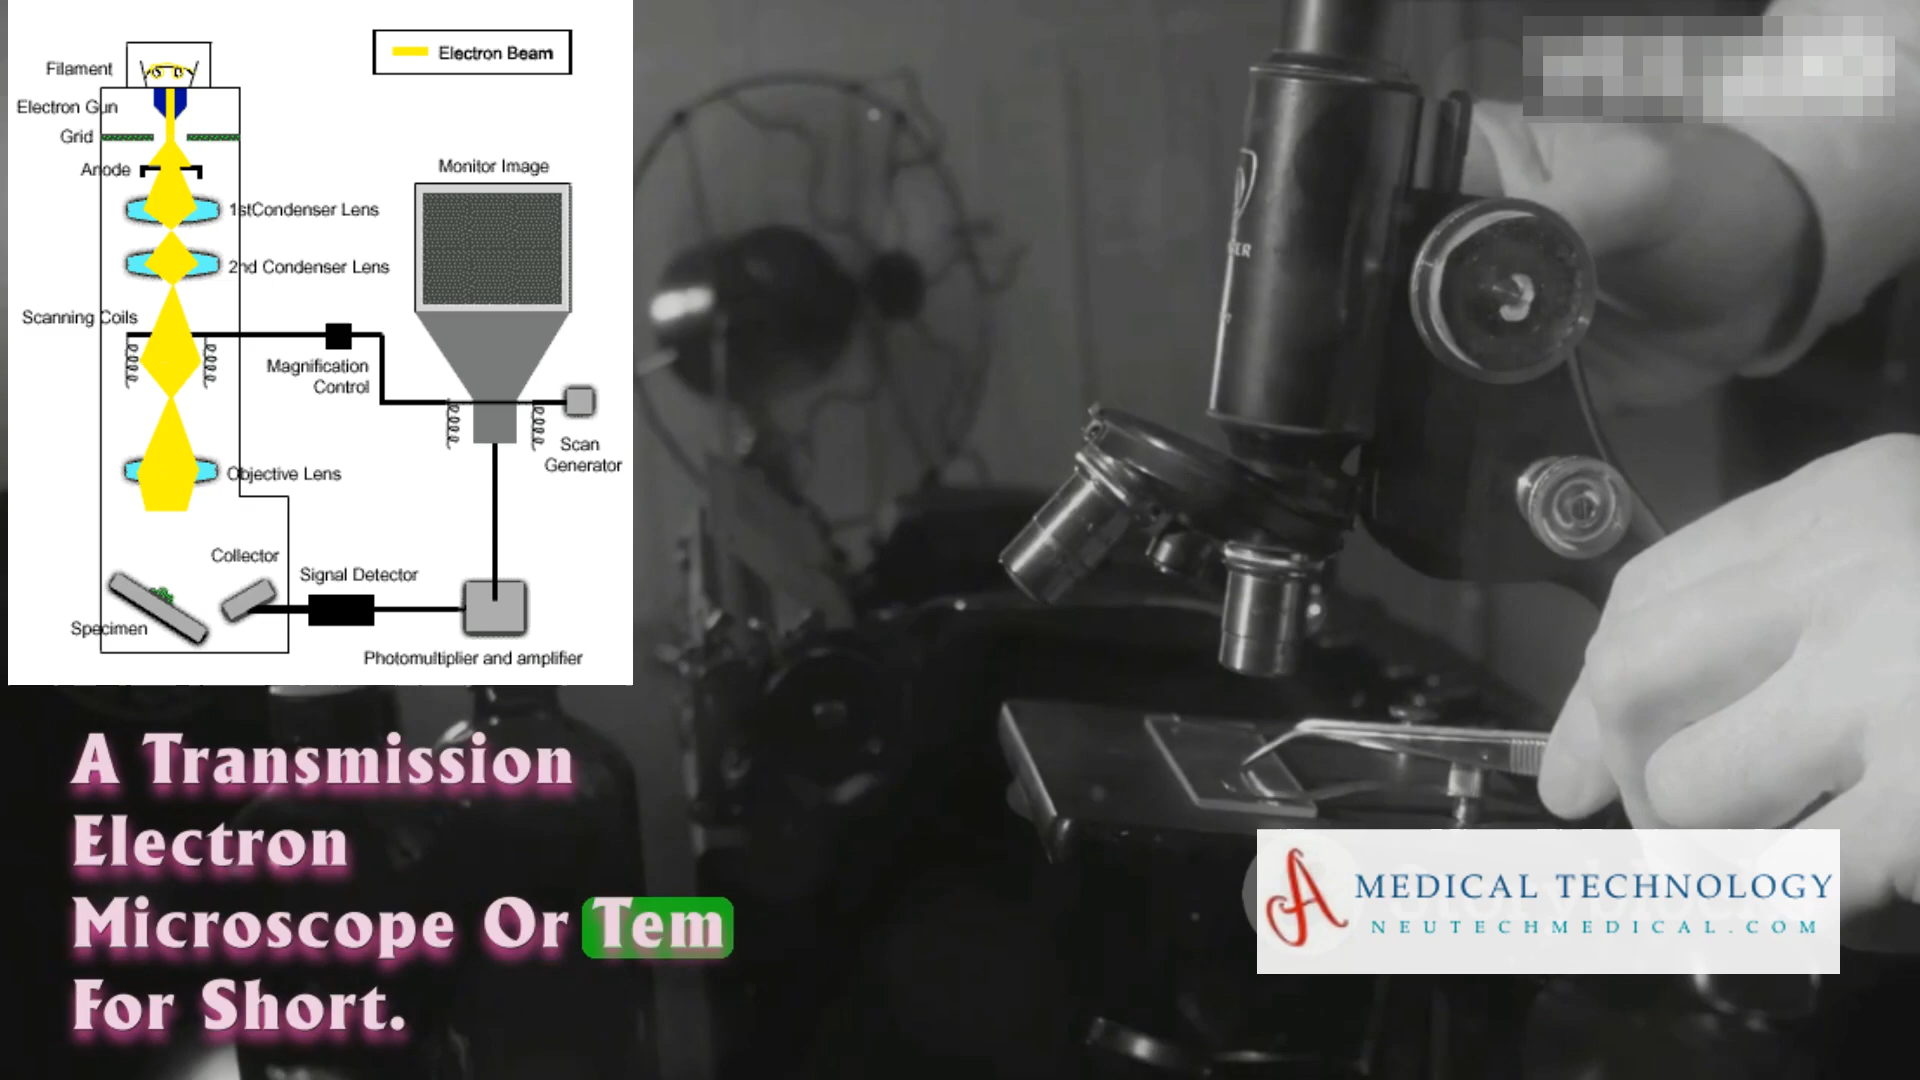 Electron Beam
Filament
Electron Gun
Grid
Anode
1stCondenser Lens
2nd Condenser Lens
Scanning Coils
Magnification
Control
Monitor Image
Scan
Generator
Objective Lens
Collector
Signal Detector
Specimen
Photomultiplier and amplifier
A Transmission
Electron
Microscope Or Tem
For Short.
A MEDICAL TECHNOLOGY
NEUTECHMEDICAL.COM